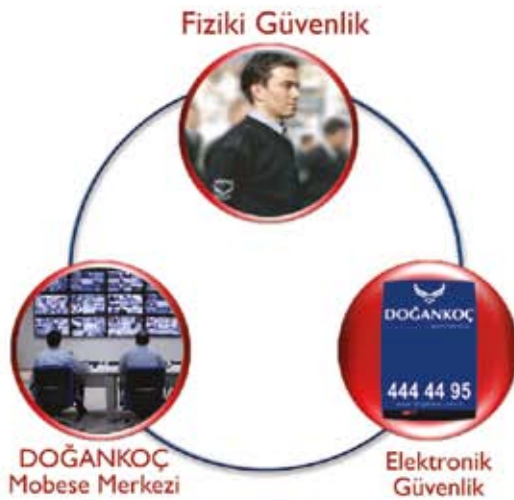 Fiziki Güvenlik
DOĞANKOÇ
444 44 95
DOĞANKOÇ
Mobese Merkezi
Elektronik
Güvenlik